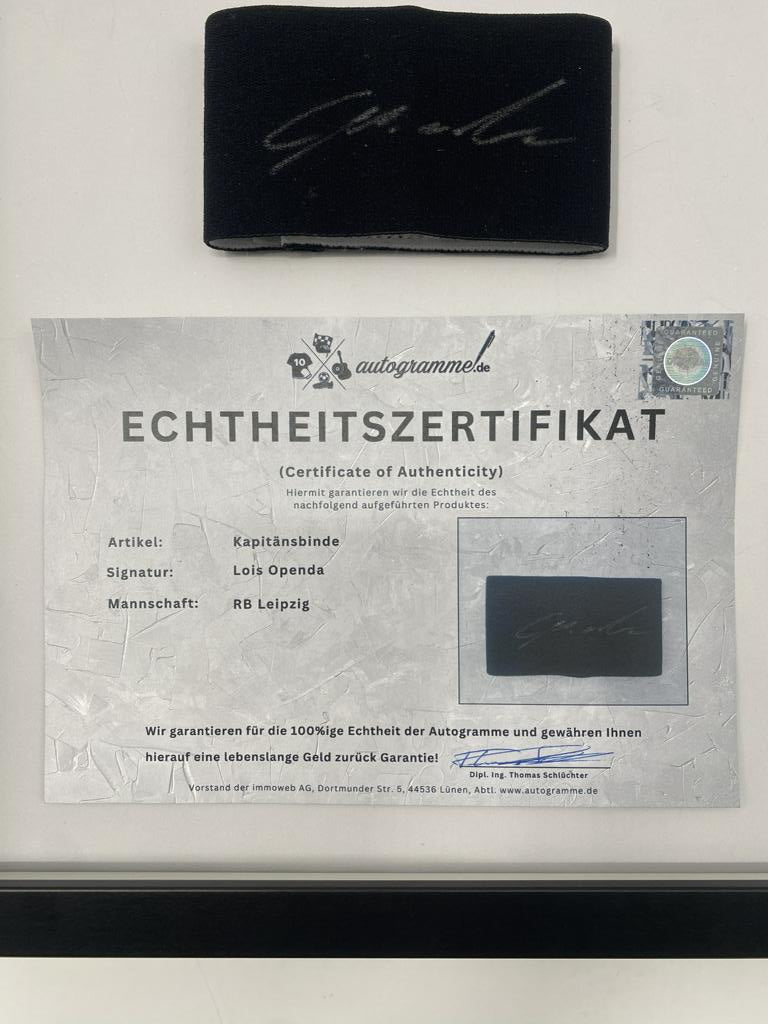 10
autogramme!.de
GUARANTEED
GENUINE
GUARANTEED
ECHTHEITSZERTIFIKAT
(Certificate of Authenticity)
Hiermit garantieren wir die Echtheit des
nachfolgend aufgeführten Produktes:
Artikel: Kapitänsbinde
Signatur: Lois Openda
Mannschaft: RB Leipzig
Wir garantieren für die 100%ige Echtheit der Autogramme und gewähren Ihnen
hierauf eine lebenslange Geld zurück Garantie!
Dipl. Ing. Thomas Schlüchter
Vorstand der immoweb AG, Dortmunder Str. 5, 44536 Lünen, Abtl. www.autogramme.de